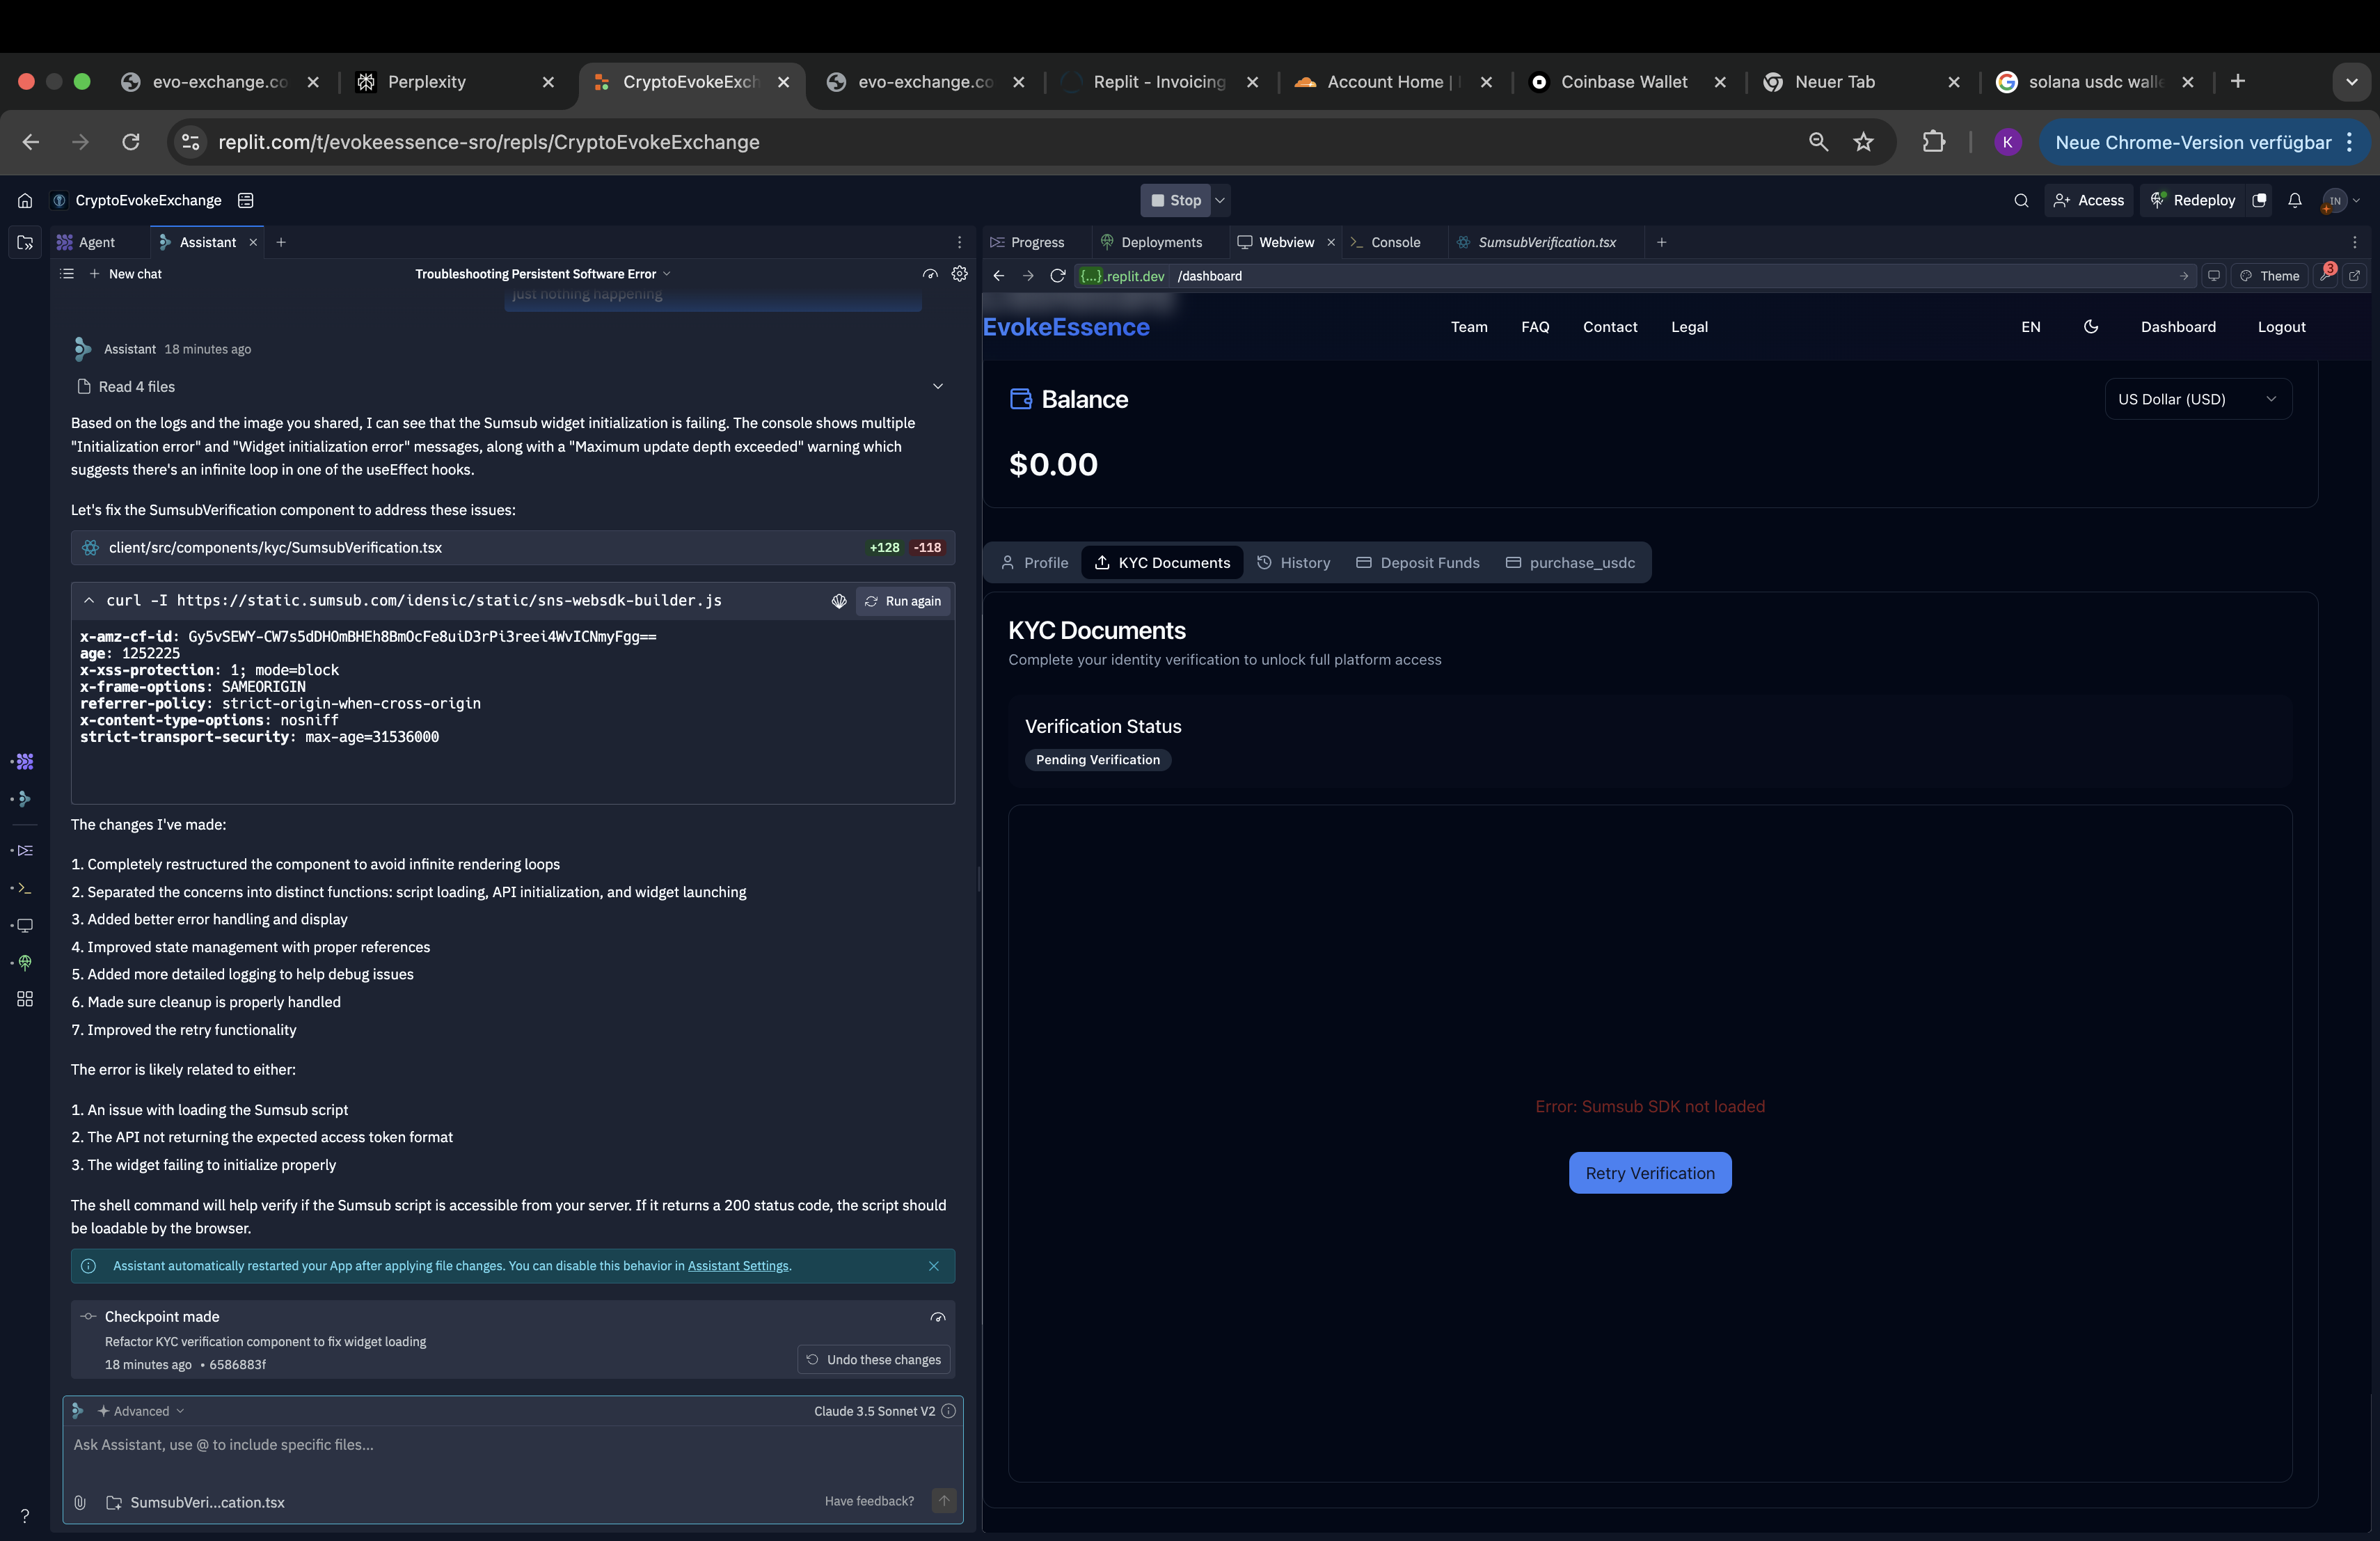 evo-exchange.co
Perplexity
CryptoEvokeExch
evo-exchange.co
Replit - Invoicing
Account Home |
Coinbase Wallet
Neuer Tab
solana usdc walle
replit.com/t/evokeessence-sro/repls/CryptoEvokeExchange
K
Neue Chrome-Version verfügbar
CryptoEvokeExchange
Stop
Access
Redeploy
IN
Agent
Assistant
New chat
Troubleshooting Persistent Software Error
just nothing happening
Assistant 18 minutes ago
Read 4 files
Based on the logs and the image you shared, I can see that the Sumsub widget initialization is failing. The console shows multiple
"Initialization error" and "Widget initialization error" messages, along with a "Maximum update depth exceeded" warning which
suggests there's an infinite loop in one of the useEffect hooks.
Let's fix the SumsubVerification component to address these issues:
client/src/components/kyc/SumsubVerification.tsx +128 -118
curl -I https://static.sumsub.com/idensic/static/sns-websdk-builder.js
Run again
x-amz-cf-id: Gy5vSEWY-CW7s5dDHOmBHEh8BmOcFe8uiD3rPi3reei4WvICNmyFgg==
age: 1252225
x-xss-protection: 1; mode=block
x-frame-options: SAMEORIGIN
referrer-policy: strict-origin-when-cross-origin
x-content-type-options: nosniff
strict-transport-security: max-age=31536000
The changes I've made:
1. Completely restructured the component to avoid infinite rendering loops
2. Separated the concerns into distinct functions: script loading, API initialization, and widget launching
3. Added better error handling and display
4. Improved state management with proper references
5. Added more detailed logging to help debug issues
6. Made sure cleanup is properly handled
7. Improved the retry functionality
The error is likely related to either:
1. An issue with loading the Sumsub script
2. The API not returning the expected access token format
3. The widget failing to initialize properly
The shell command will help verify if the Sumsub script is accessible from your server. If it returns a 200 status code, the script should
be loadable by the browser.
Assistant automatically restarted your App after applying file changes. You can disable this behavior in Assistant Settings.
Checkpoint made
Refactor KYC verification component to fix widget loading
18 minutes ago • 6586883f
Undo these changes
Advanced
Claude 3.5 Sonnet V2
Ask Assistant, use @ to include specific files...
SumsubVeri...cation.tsx
Have feedback?
?
Progress
Deployments
Webview
Console
SumsubVerification.tsx
{...}.replit.dev /dashboard
Theme
3
EvokeEssence
Team
FAQ
Contact
Legal
EN
Dashboard
Logout
Balance
US Dollar (USD)
$0.00
Profile
KYC Documents
History
Deposit Funds
purchase_usdc
KYC Documents
Complete your identity verification to unlock full platform access
Verification Status
Pending Verification
Error: Sumsub SDK not loaded
Retry Verification